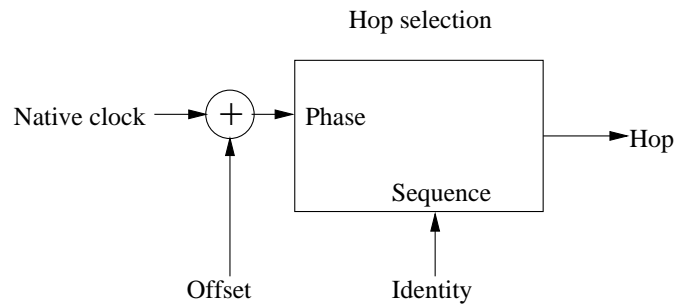 Hop selection
Native clock
+
Phase
Hop
Sequence
Offset
Identity